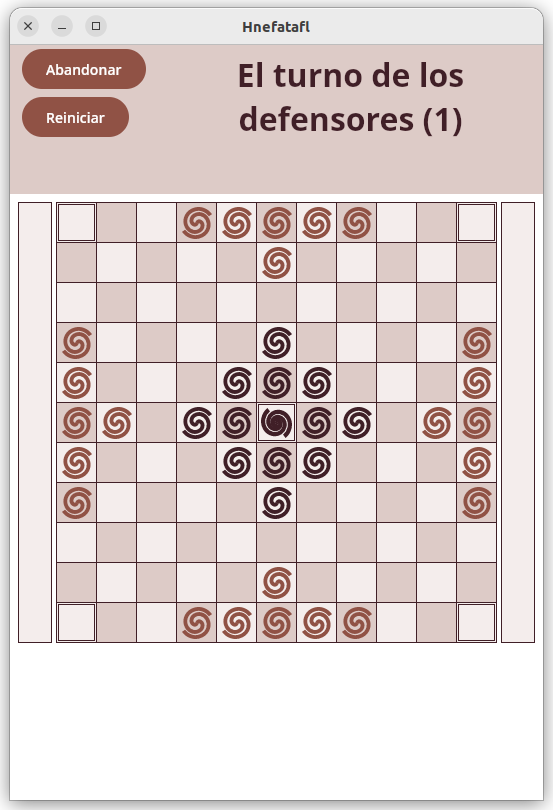 Hnefatafl
Abandonar
Reiniciar
El turno de los
defensores (1)